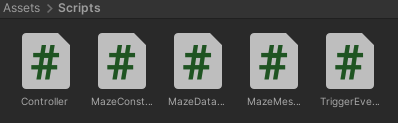 Assets > Scripts
# # # # #
Controller MazeConst... MazeData... MazeMes... TriggerEve...